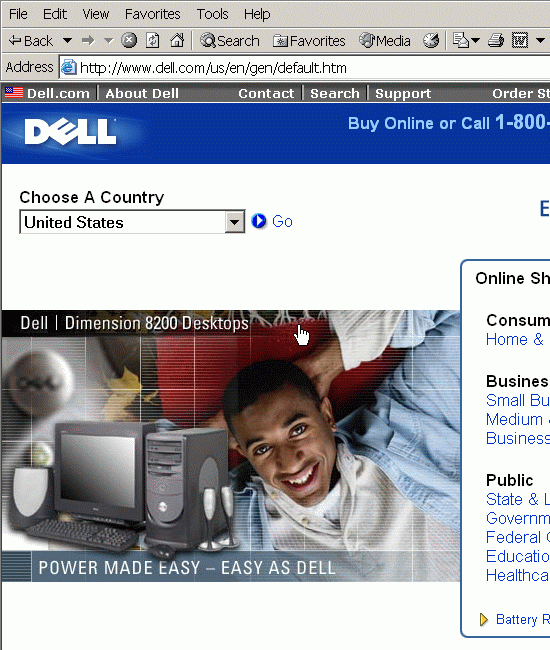 File Edit View Favorites Tools Help
Back Search Favorites Media
Address http://www.dell.com/us/en/gen/default.htm
Dell.com | About Dell Contact | Search | Support Order St
DELL
Buy Online or Call 1-800-
Choose A Country
United States Go
E
Online Sh
Dell | Dimension 8200 Desktops
Consum
Home &
DELL
Busines
Small Bu
Medium &
Business
Public
State & L
Governm
Federal G
Educatio
Healthca
POWER MADE EASY – EASY AS DELL
Battery R